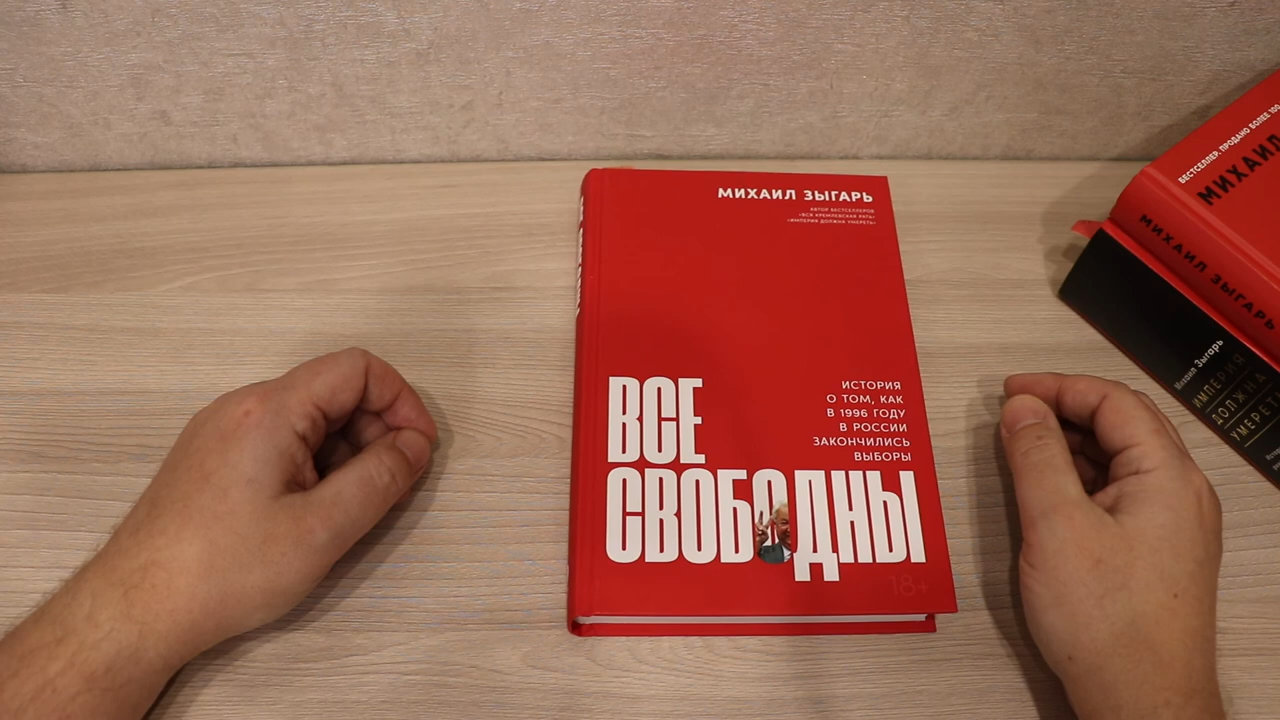 МИХАИЛ ЗЫГАРЬ
АВТОР БЕСТСЕЛЛЕРОВ
«ВСЯ КРЕМЛЕВСКАЯ РАТЬ»
«ИМПЕРИЯ ДОЛЖНА УМЕРЕТЬ»
ИСТОРИЯ
О ТОМ, КАК
В 1996 ГОДУ
В РОССИИ
ЗАКОНЧИЛИСЬ
ВЫБОРЫ
ВСЕ
СВОБОДНЫ
18+
БЕСТСЕЛЛЕР. ПРОДАНО БОЛЕЕ 100
МИХАИЛ
МИХАИЛ ЗЫГАРЬ
Михаил Зыгарь
ИМПЕРИЯ
ДОЛЖНА
УМЕРЕТЬ